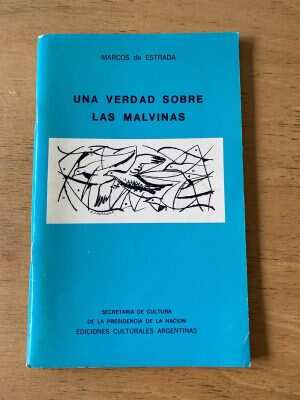 MARCOS de ESTRADA
UNA VERDAD SOBRE
LAS MALVINAS
SECRETARIA DE CULTURA
DE LA PRESIDENCIA DE LA NACION
EDICIONES CULTURALES ARGENTINAS